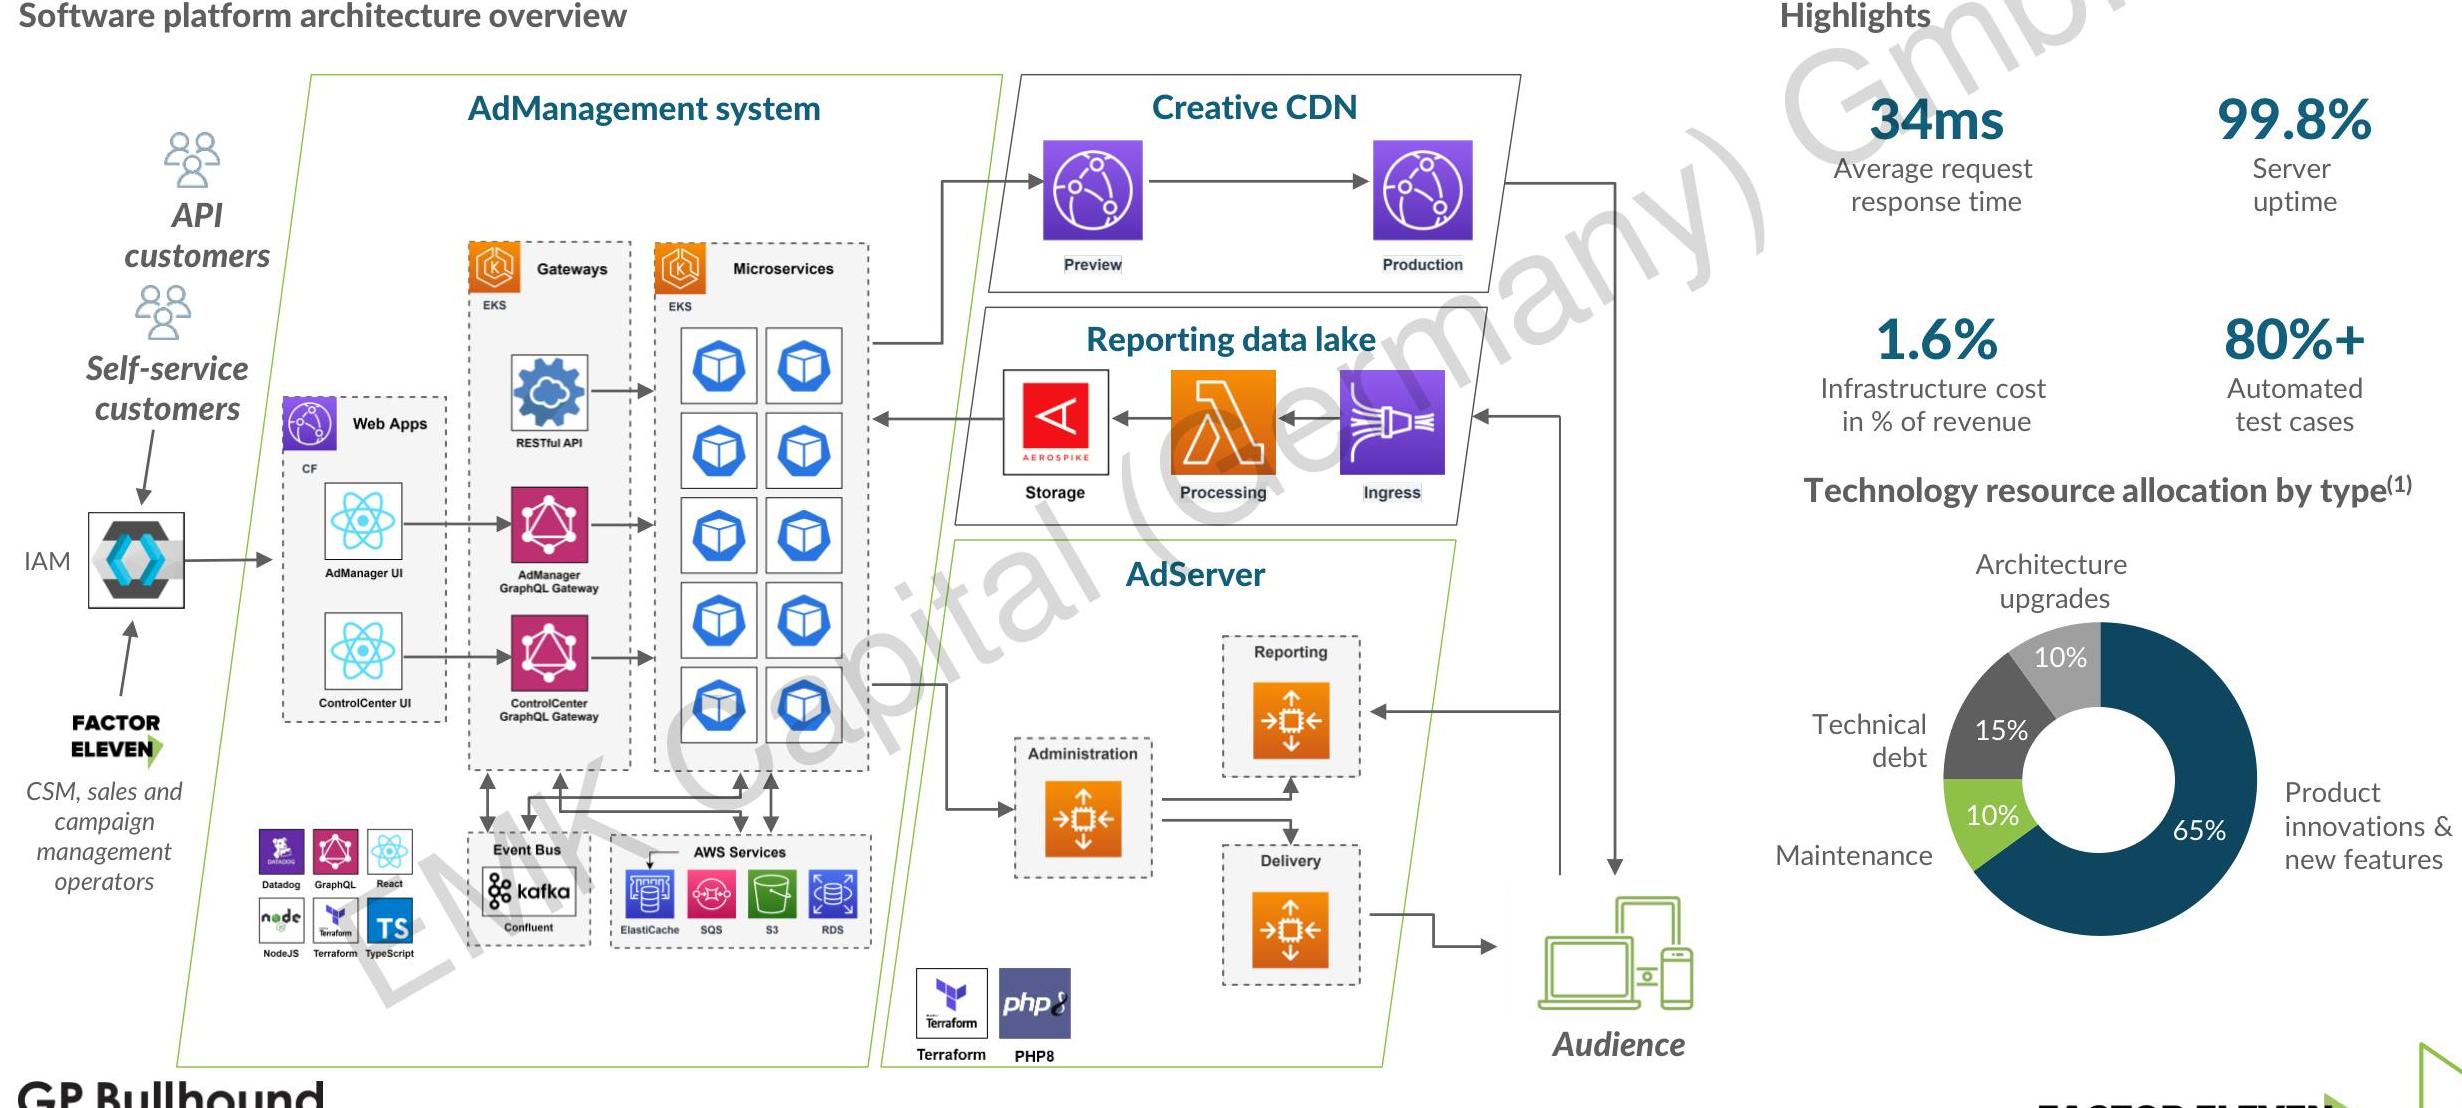 Software platform architecture overview
Highlights
AdManagement system
Creative CDN
Preview
Production
API
customers
Self-service
customers
IAM
FACTOR
ELEVEN
CSM, sales and
campaign
management
operators
Web Apps
CF
AdManager UI
ControlCenter UI
Gateways
EKS
RESTful API
AdManager
GraphQL Gateway
ControlCenter
GraphQL Gateway
Microservices
EKS
Reporting data lake
AEROSPIKE
Storage
Processing
Ingress
AdServer
Reporting
Administration
Delivery
Event Bus
kafka
Confluent
AWS Services
ElastiCache
SQS
S3
RDS
DATADOG
Datadog
GraphQL
React
node
NodeJS
Terraform
Terraform
TS
TypeScript
Terraform
Terraform
php8
PHP8
Audience
34ms
Average request
response time
99.8%
Server
uptime
1.6%
Infrastructure cost
in % of revenue
80%+
Automated
test cases
Technology resource allocation by type(1)
Architecture
upgrades
10%
Technical
debt
15%
Maintenance
10%
65%
Product
innovations &
new features
EMK Capital (Germany) Gmb
GP Bullhound
FACTOR ELEVEN